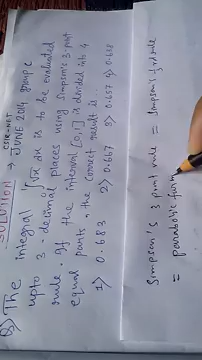 SOLUTION → CSIR-NET JUNE 2014 GROUP C
Q) The integral ∫√x dx is to be evaluated
upto 3-decimal places using Simpson's 3-point
rule. If the interval [0,1] is divided into 4
equal parts, the correct result is..
1) 0.683 2) 0.667 3) 0.657 4) 0.638
Simpson's 3 point rule = Simpson's 1/3rd rule
= parabolic form